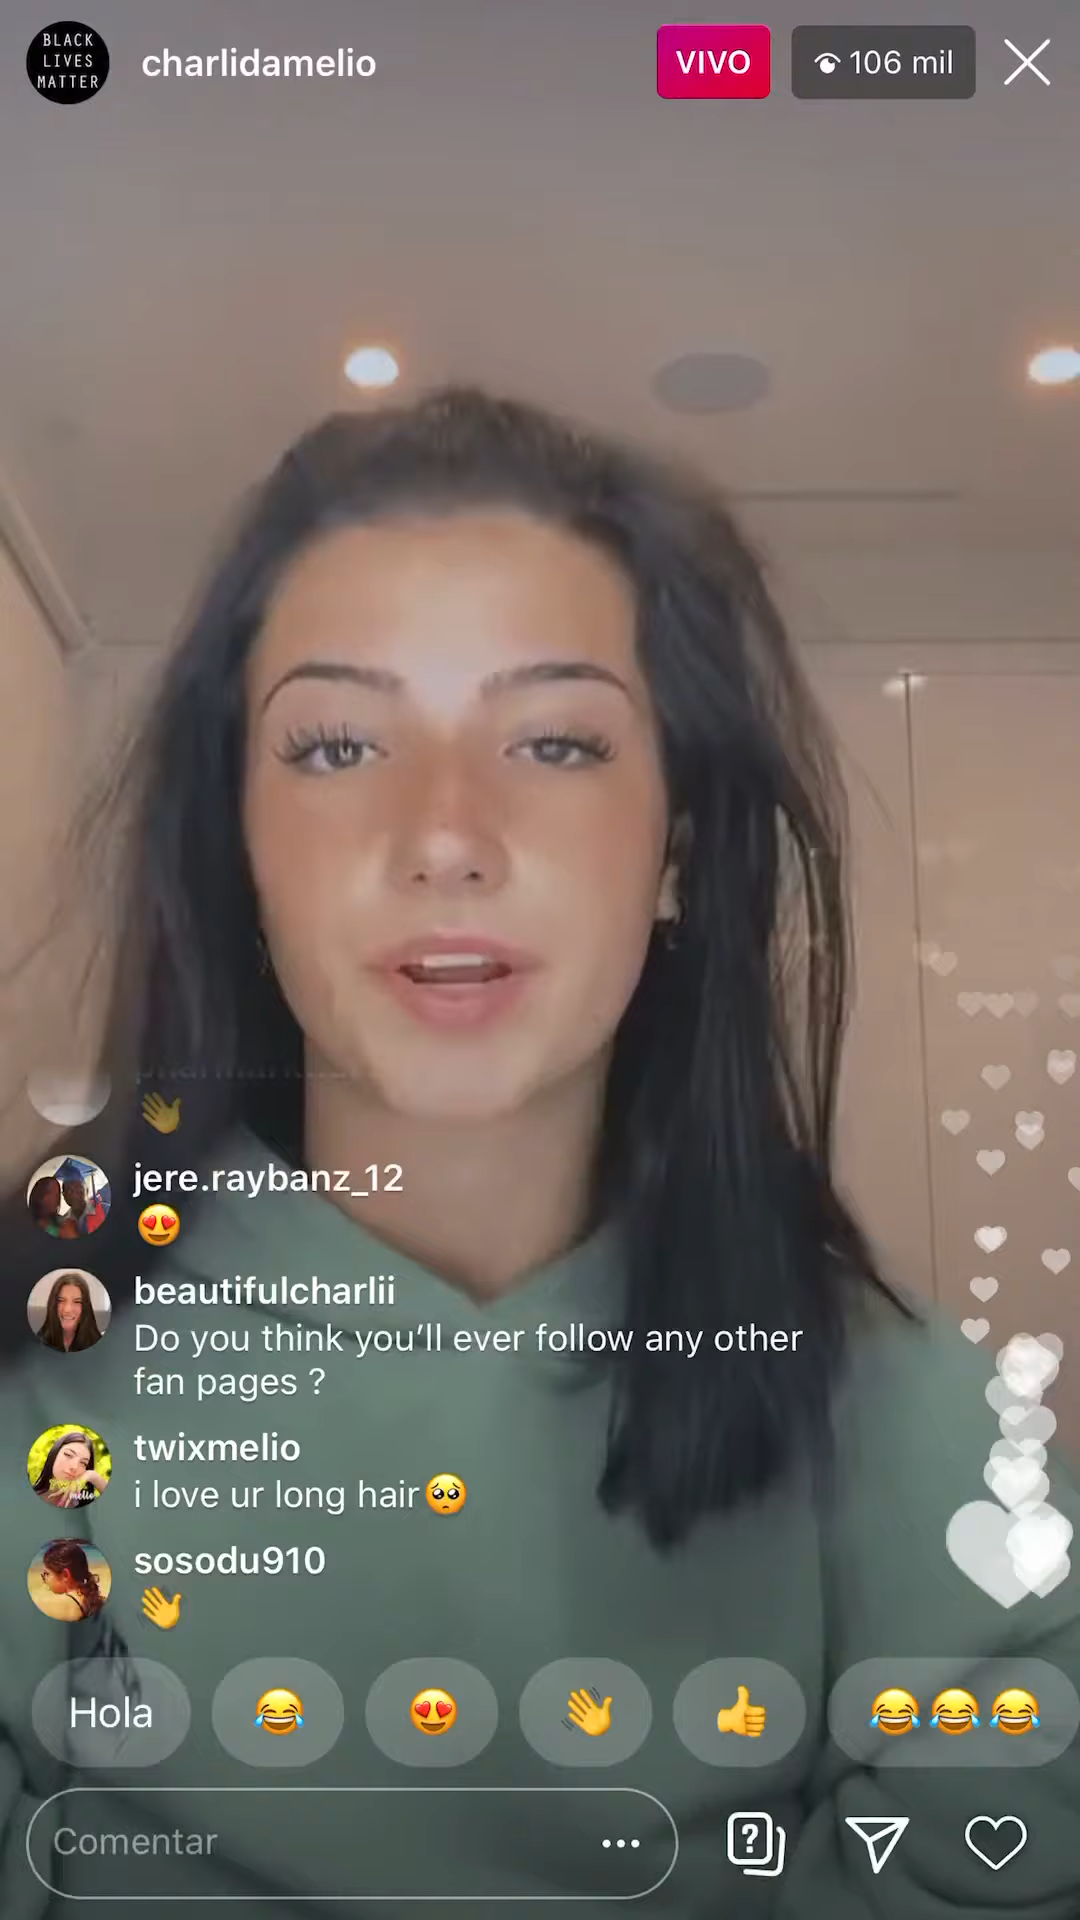 BLACK
LIVES
MATTER
charlidamelio
VIVO
106 mil
jere.raybanz_12
😍
beautifulcharlii
Do you think you’ll ever follow any other
fan pages ?
twixmelio
i love ur long hair🥺
sosodu910
👋
Hola
😂 😍 👋 👍 😂 😂 😂
Comentar